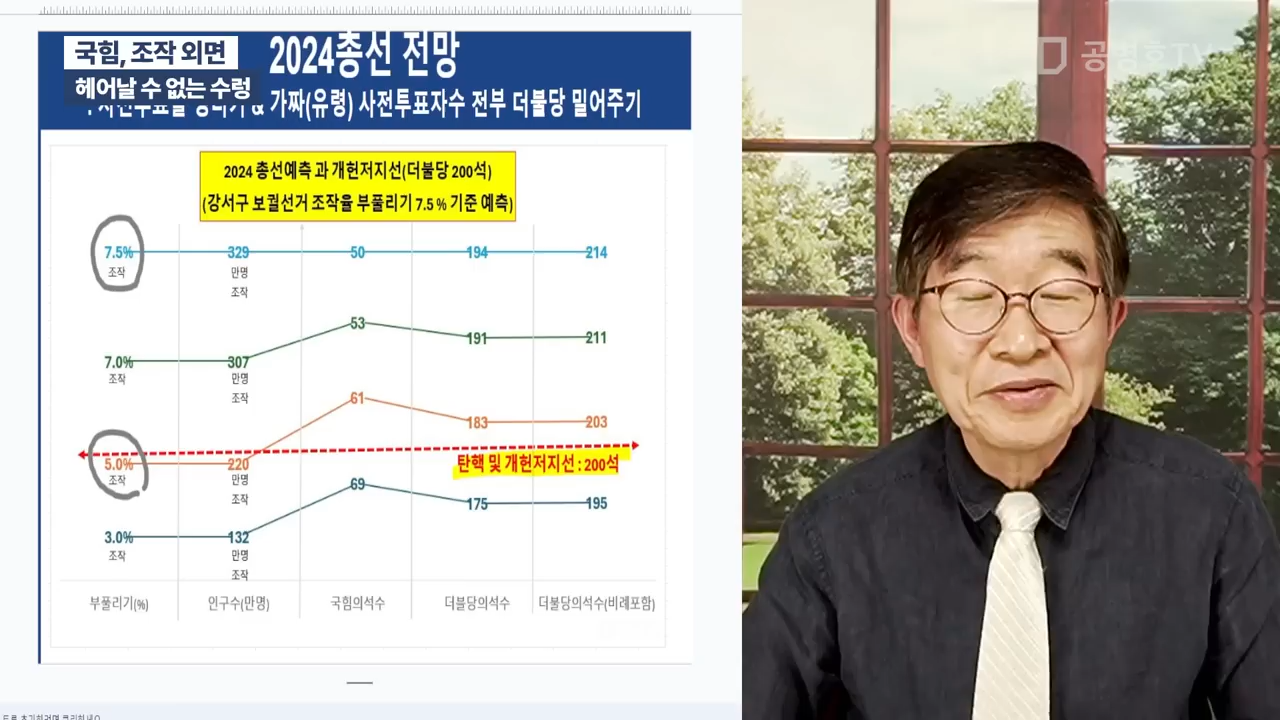 국힘, 조작 외면
헤어날 수 없는 수렁
2024총선 전망
& 가짜(유령) 사전투표자수 전부 더불당 밀어주기
공병호TV
2024 총선예측 과 개헌저지선(더불당 200석)
(강서구 보궐선거 조작율 부풀리기 7.5 % 기준 예측)
7.5% 329 50 194 214
조작 만명
조작
53
191 211
7.0% 307
조작 만명
조작
61
183 203
5.0% 220
탄핵 및 개헌저지선 : 200석
조작 만명
조작
69
175 195
3.0% 132
조작 만명
조작
부풀리기(%) 인구수(만명) 국힘의석수 더블당의석수 더불당의석수(비례포함)